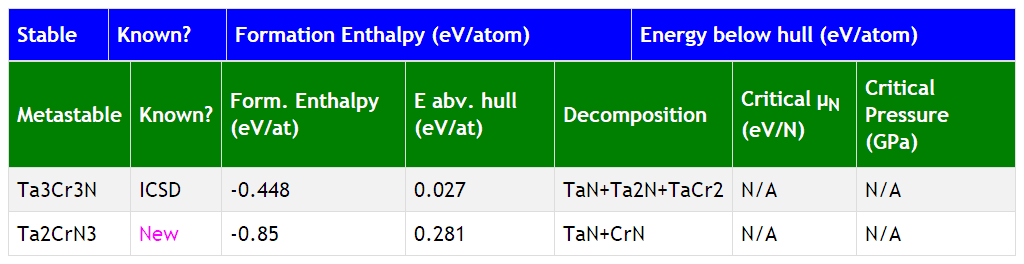 Stable Known? Formation Enthalpy (eV/atom) Energy below hull (eV/atom)
Metastable Known? Form. Enthalpy (eV/at) E abv. hull (eV/at) Decomposition Critical μN (eV/N) Critical Pressure (GPa)
Ta3Cr3N ICSD -0.448 0.027 TaN+Ta2N+TaCr2 N/A N/A
Ta2CrN3 New -0.85 0.281 TaN+CrN N/A N/A